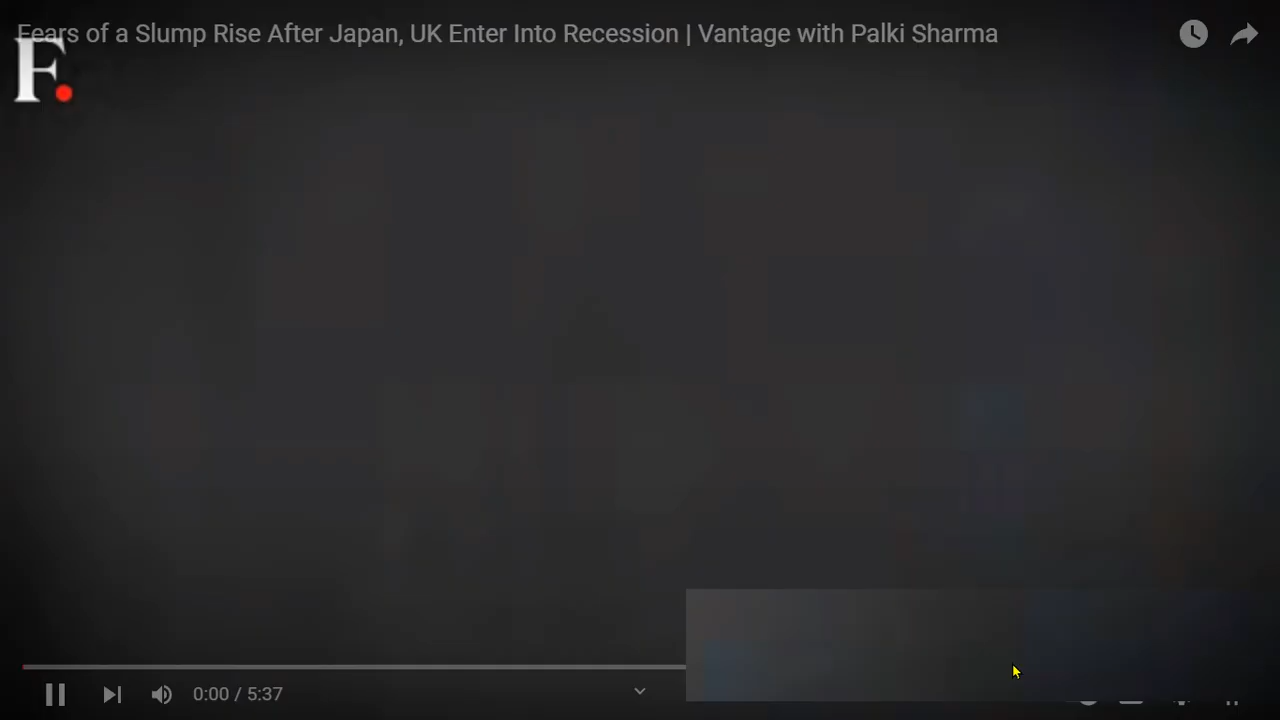 Fears of a Slump Rise After Japan, UK Enter Into Recession | Vantage with Palki Sharma
F.
0:00 / 5:37